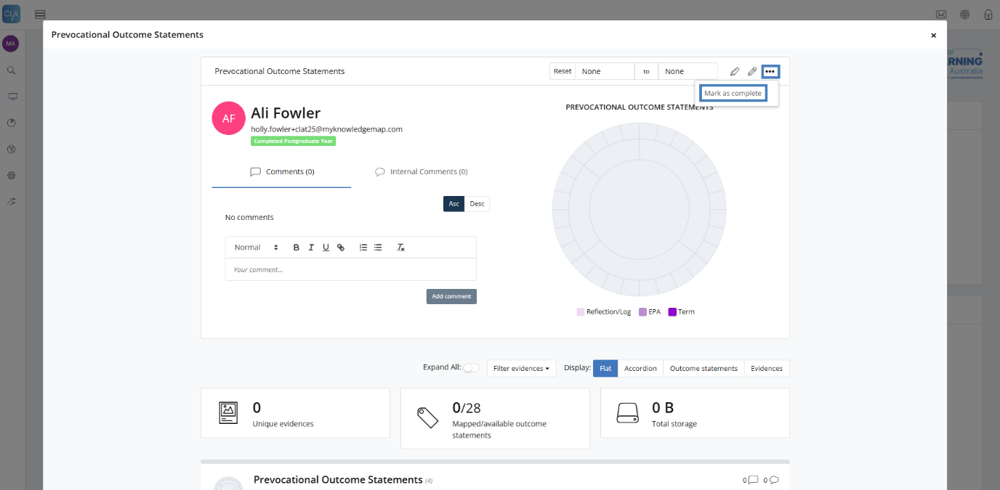 CLA
MA
Prevocational Outcome Statements
×
Prevocational Outcome Statements
Reset None to None
Mark as complete
AF
Ali Fowler
holly.fowler+clat25@myknowledgemap.com
Completed Postgraduate Year
PREVOCATIONAL OUTCOME STATEMENTS
Comments (0) Internal Comments (0)
Asc Desc
No comments
Normal B I U
Your comment...
Add comment
Reflection/Log EPA Term
Expand All: Filter evidences Display: Flat Accordion Outcome statements Evidences
0
Unique evidences
0/28
Mapped/available outcome
statements
0 B
Total storage
Prevocational Outcome Statements (4)
0 0
Australia